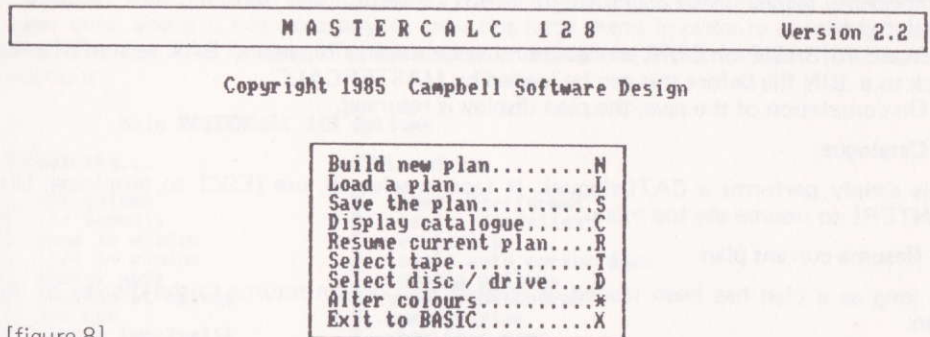 M A S T E R C A L C 1 2 8 Version 2.2
Copyright 1985 Campbell Software Design
Build new plan.........N
Load a plan............L
Save the plan..........S
Display catalogue......C
Resume current plan....R
Select tape............T
Select disc / drive....D
Alter colours..........*
Exit to BASIC..........X
[figure 8]